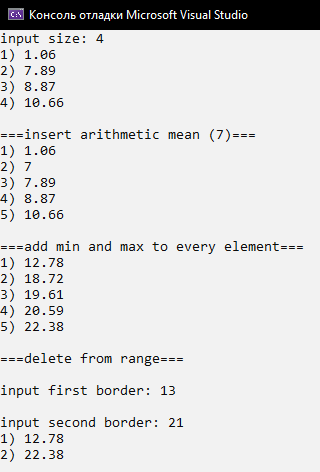 Консоль отладки Microsoft Visual Studio
input size: 4
1) 1.06
2) 7.89
3) 8.87
4) 10.66
===insert arithmetic mean (7)===
1) 1.06
2) 7
3) 7.89
4) 8.87
5) 10.66
===add min and max to every element===
1) 12.78
2) 18.72
3) 19.61
4) 20.59
5) 22.38
===delete from range===
input first border: 13
input second border: 21
1) 12.78
2) 22.38